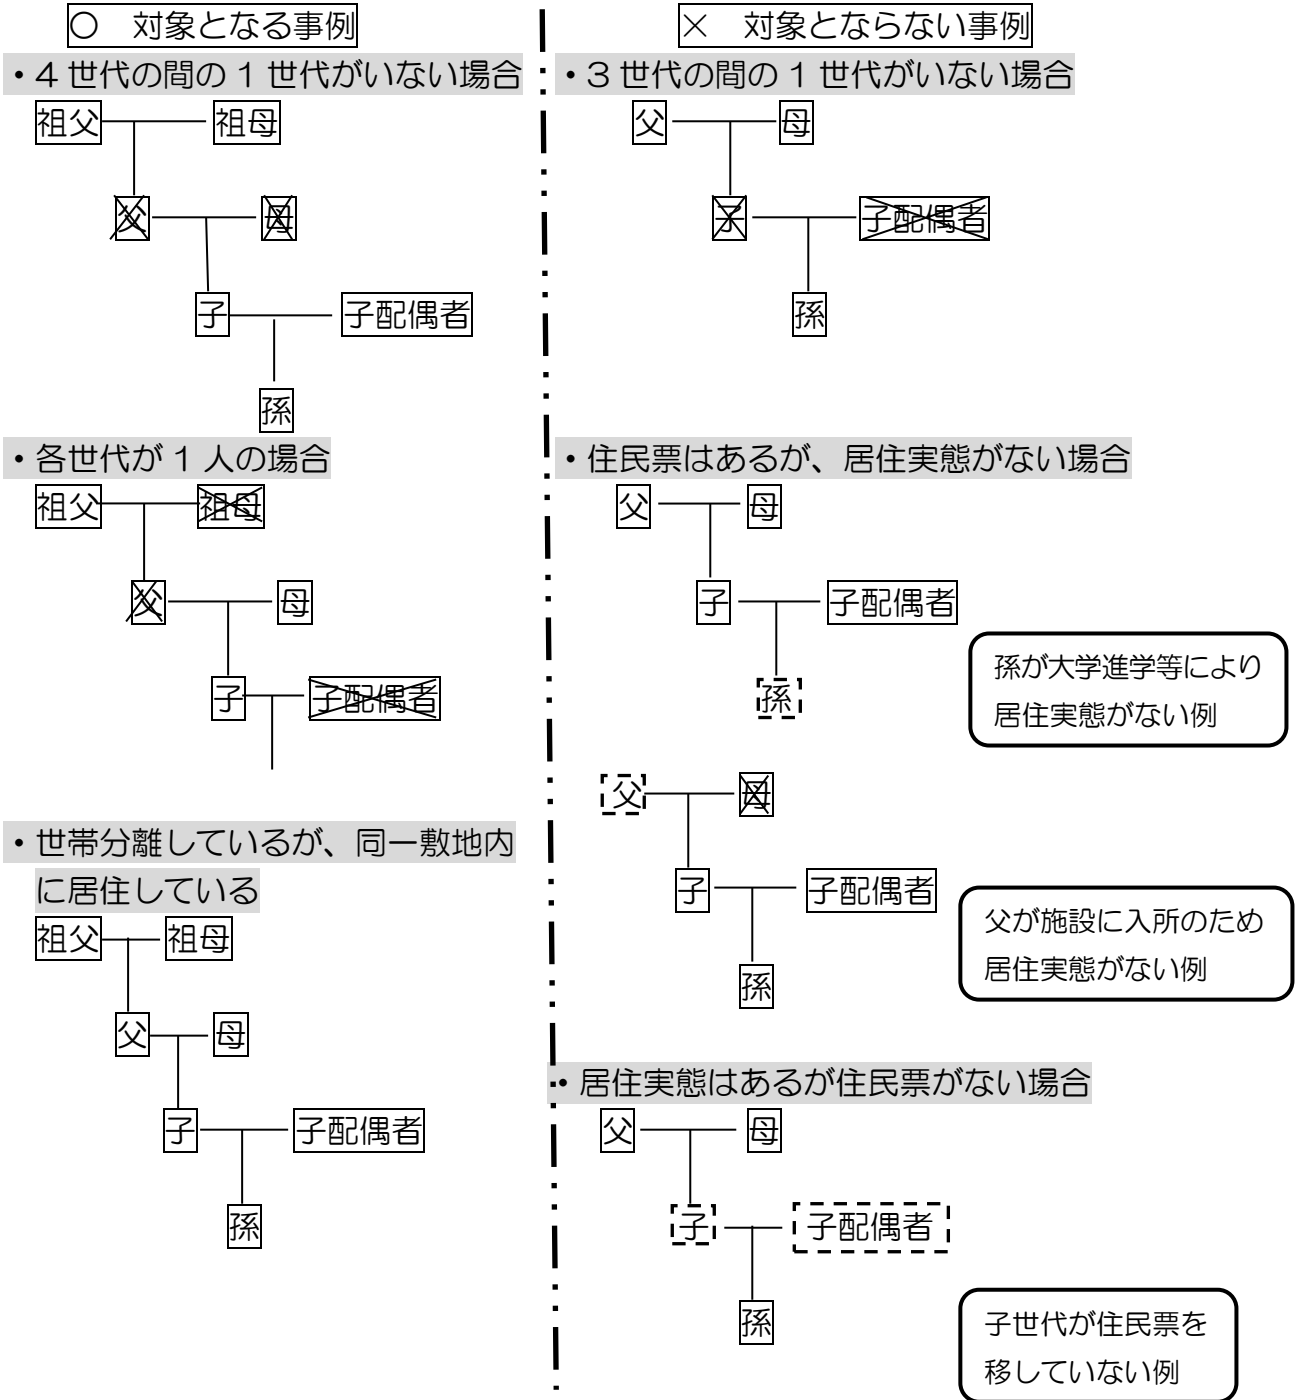 ○ 対象となる事例
・4世代の間の1世代がいない場合
祖父 祖母
父 母
子 子配偶者
孫
・各世代が1人の場合
祖父 祖母
父 母
子 子配偶者
・世帯分離しているが、同一敷地内
に居住している
祖父 祖母
父 母
子 子配偶者
孫
× 対象とならない事例
・3世代の間の1世代がいない場合
父 母
子 子配偶者
孫
・住民票はあるが、居住実態がない場合
父 母
子 子配偶者
孫
孫が大学進学等により
居住実態がない例
父 母
子 子配偶者
孫
父が施設に入所のため
居住実態がない例
・居住実態はあるが住民票がない場合
父 母
子 子配偶者
孫
子世代が住民票を
移していない例